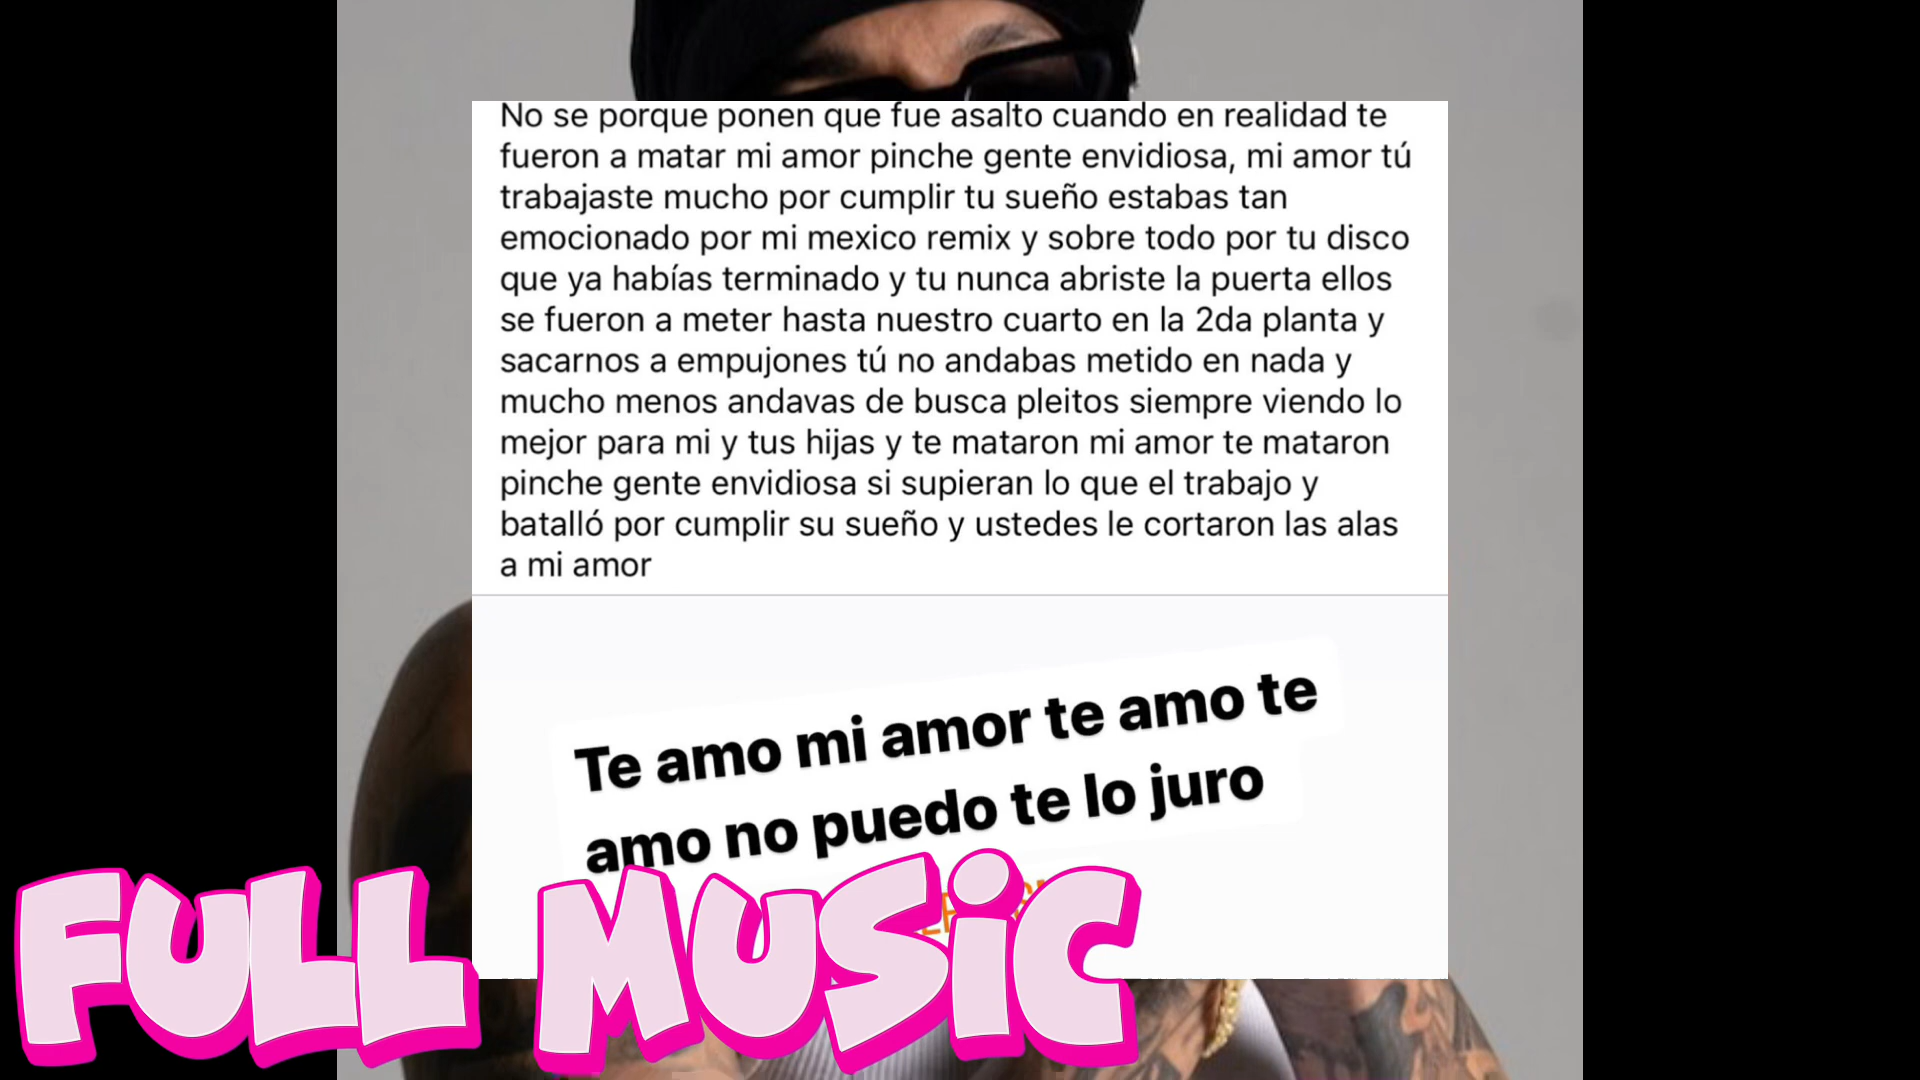 No se porque ponen que fue asalto cuando en realidad te
fueron a matar mi amor pinche gente envidiosa, mi amor tú
trabajaste mucho por cumplir tu sueño estabas tan
emocionado por mi mexico remix y sobre todo por tu disco
que ya habías terminado y tu nunca abriste la puerta ellos
se fueron a meter hasta nuestro cuarto en la 2da planta y
sacarnos a empujones tú no andabas metido en nada y
mucho menos andavas de busca pleitos siempre viendo lo
mejor para mi y tus hijas y te mataron mi amor te mataron
pinche gente envidiosa si supieran lo que el trabajo y
batalló por cumplir su sueño y ustedes le cortaron las alas
a mi amor
Te amo mi amor te amo te
amo no puedo te lo juro
FULL MUSiC